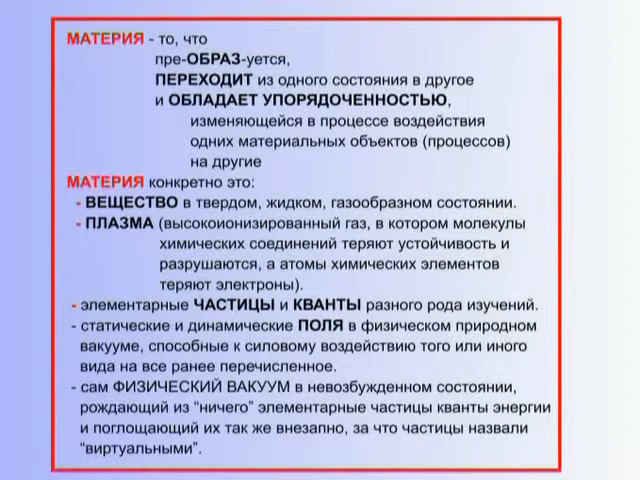 МАТЕРИЯ - то, что
пре-ОБРАЗ-уется,
ПЕРЕХОДИТ из одного состояния в другое
и ОБЛАДАЕТ УПОРЯДОЧЕННОСТЬЮ,
изменяющейся в процессе воздействия
одних материальных объектов (процессов)
на другие
МАТЕРИЯ конкретно это:
- ВЕЩЕСТВО в твердом, жидком, газообразном состоянии.
- ПЛАЗМА (высокоионизированный газ, в котором молекулы
химических соединений теряют устойчивость и
разрушаются, а атомы химических элементов
теряют электроны).
- элементарные ЧАСТИЦЫ и КВАНТЫ разного рода изучений.
- статические и динамические ПОЛЯ в физическом природном
вакууме, способные к силовому воздействию того или иного
вида на все ранее перечисленное.
- сам ФИЗИЧЕСКИЙ ВАКУУМ в невозбужденном состоянии,
рождающий из “ничего” элементарные частицы кванты энергии
и поглощающий их так же внезапно, за что частицы назвали
“виртуальными”.